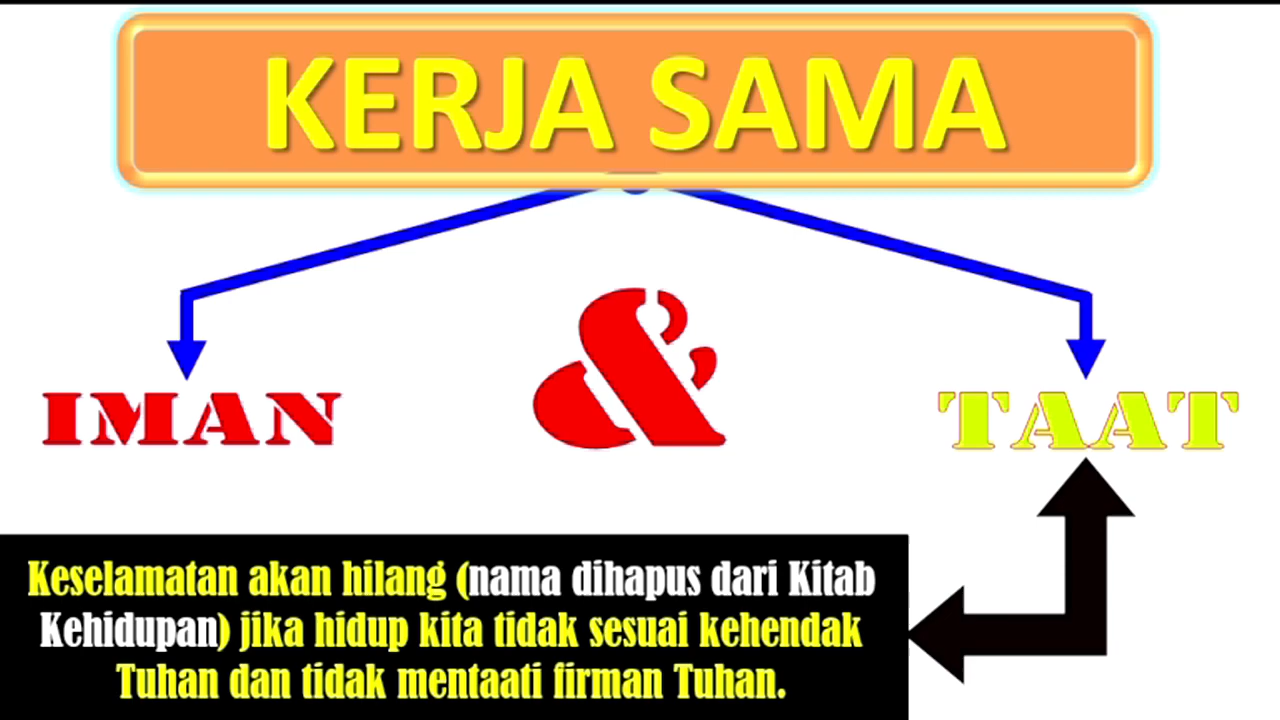 KERJA SAMA
IMAN & TAAT
Keselamatan akan hilang (nama dihapus dari Kitab
Kehidupan) jika hidup kita tidak sesuai kehendak
Tuhan dan tidak mentaati firman Tuhan.